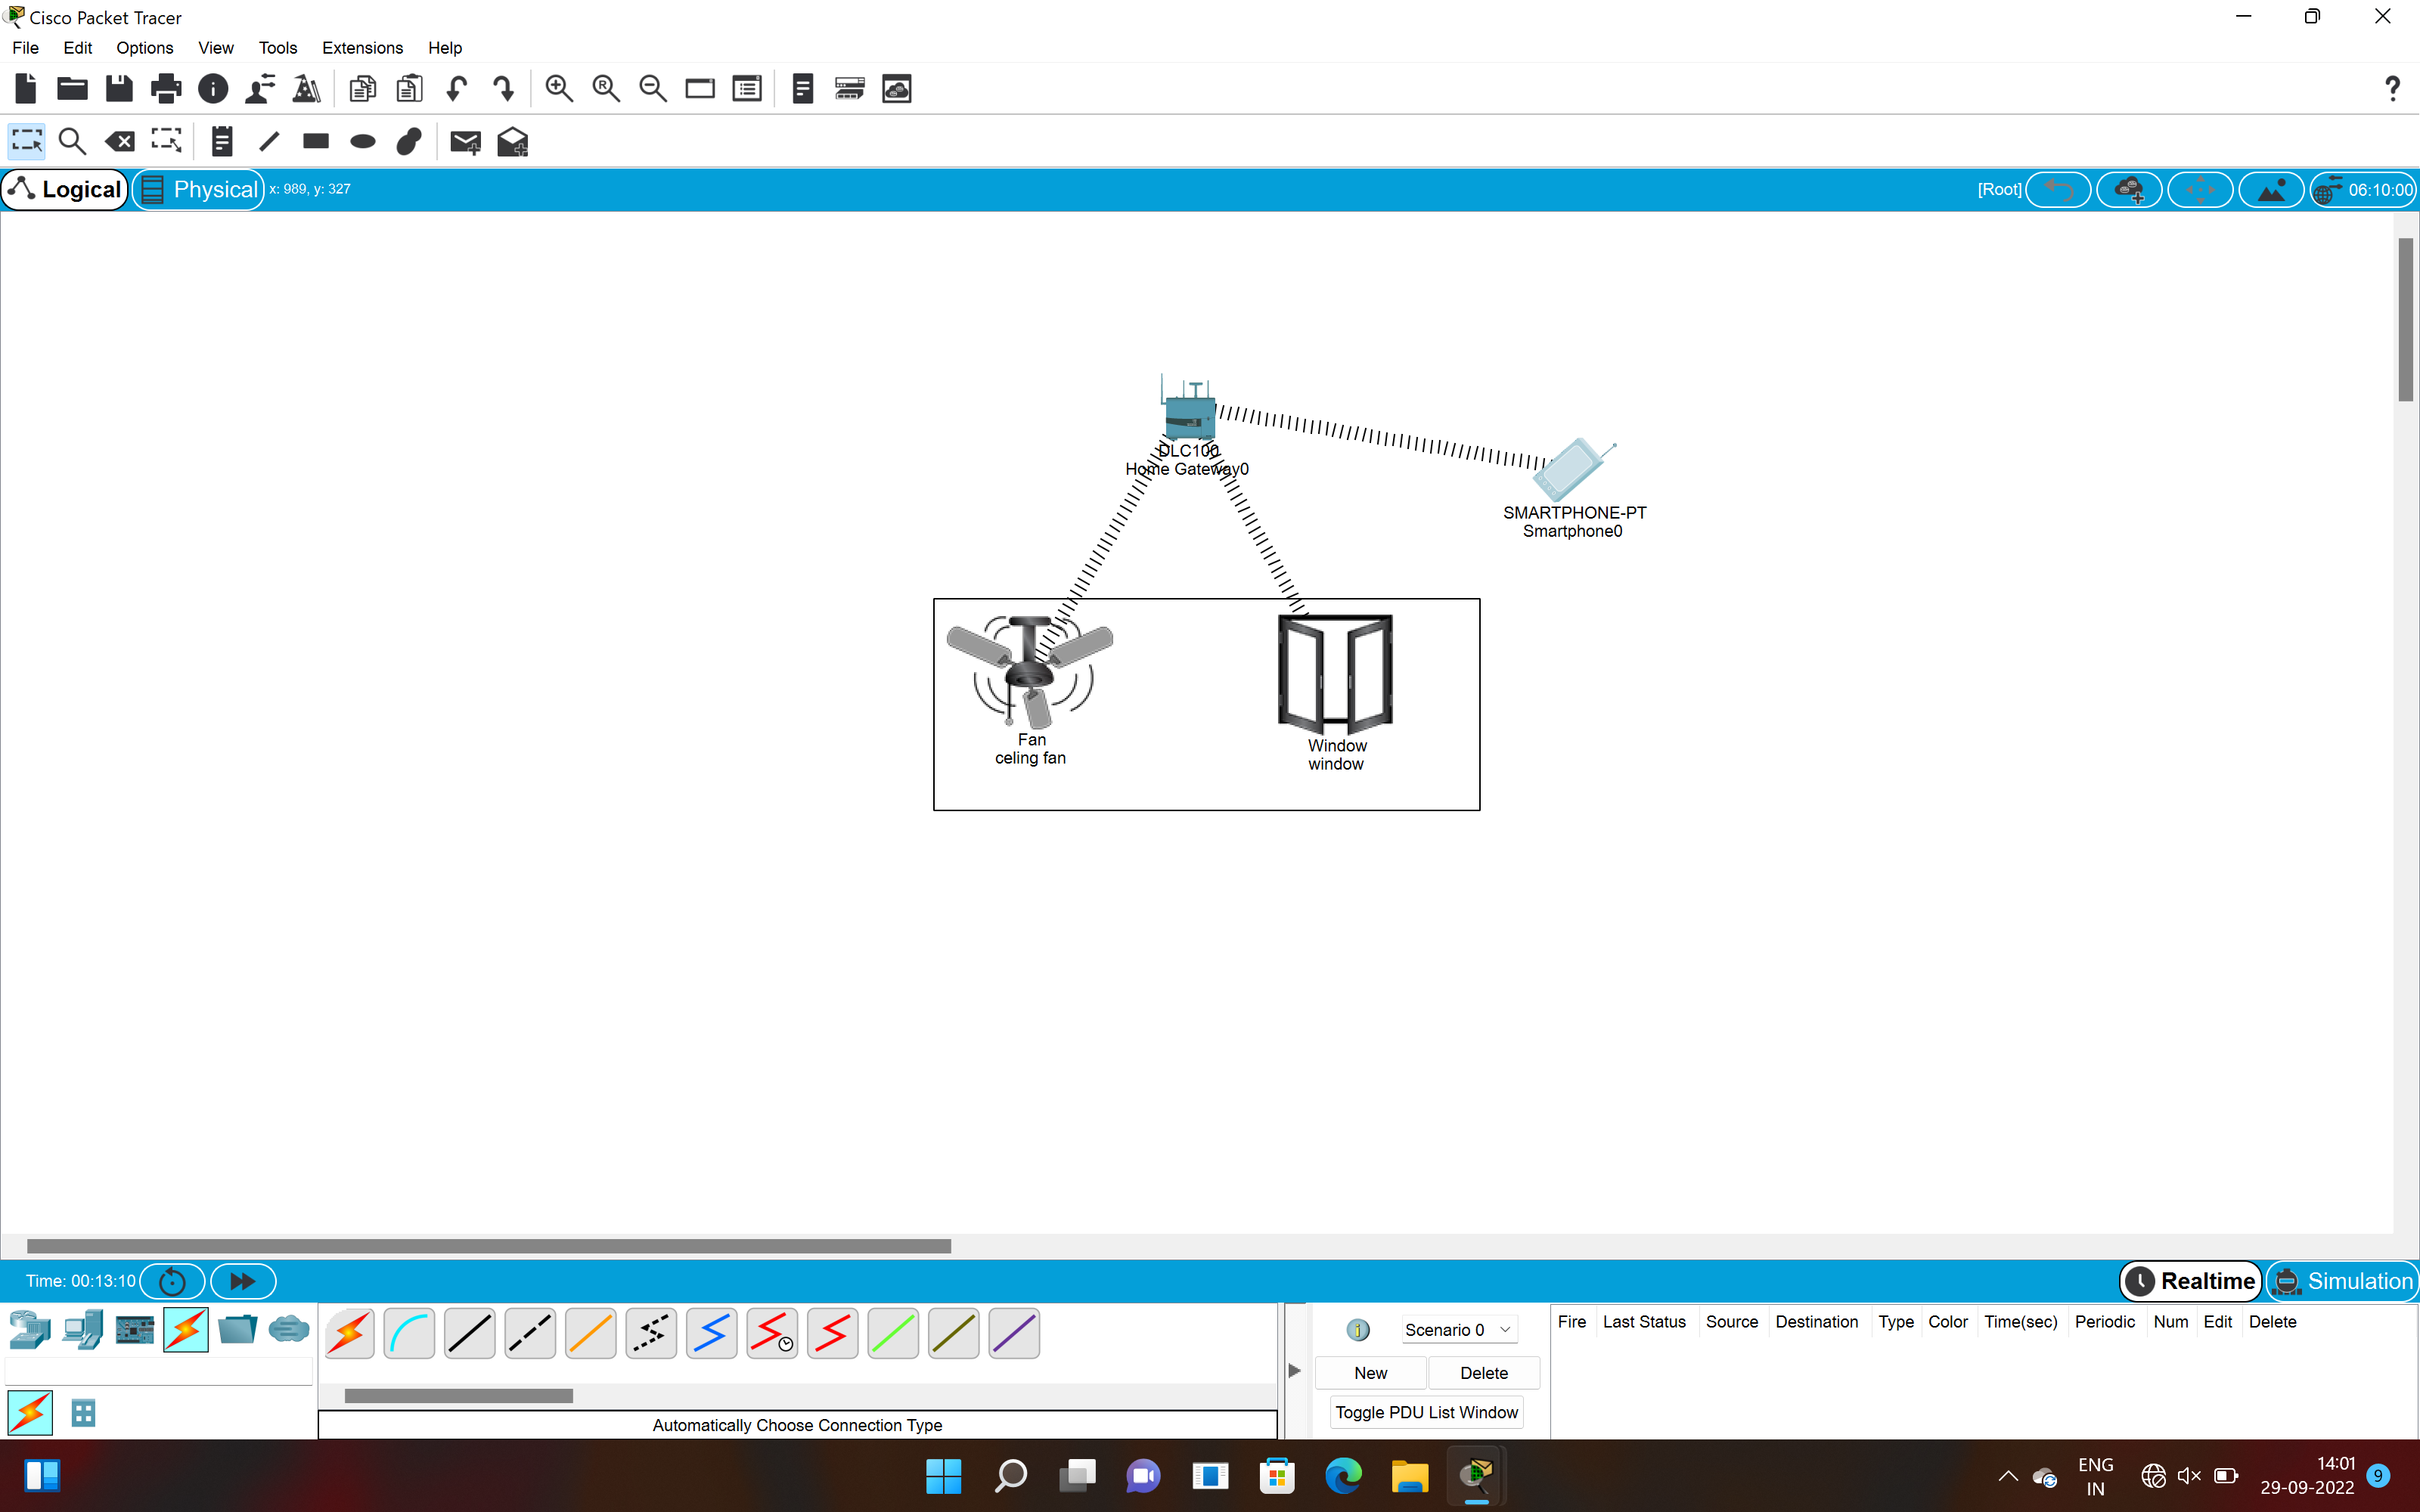 Cisco Packet Tracer
File Edit Options View Tools Extensions Help
Logical Physical x: 989, y: 327 [Root] 06:10:00
DLC100
Home Gateway0
SMARTPHONE-PT
Smartphone0
Fan
celing fan
Window
window
Time: 00:13:10 Realtime Simulation
Scenario 0
Fire Last Status Source Destination Type Color Time(sec) Periodic Num Edit Delete
New Delete
Toggle PDU List Window
Automatically Choose Connection Type
ENG
IN
14:01
29-09-2022
9